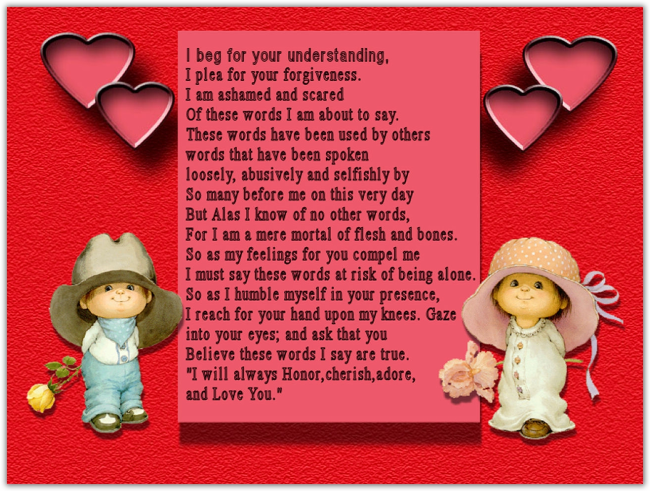 I beg for your understanding,
I plea for your forgiveness.
I am ashamed and scared
Of these words I am about to say.
These words have been used by others
words that have been spoken
loosely, abusively and selfishly by
So many before me on this very day
But Alas I know of no other words,
For I am a mere mortal of flesh and bones.
So as my feelings for you compel me
I must say these words at risk of being alone.
So as I humble myself in your presence,
I reach for your hand upon my knees. Gaze
into your eyes; and ask that you
Believe these words I say are true.
"I will always Honor,cherish,adore,
and Love You."